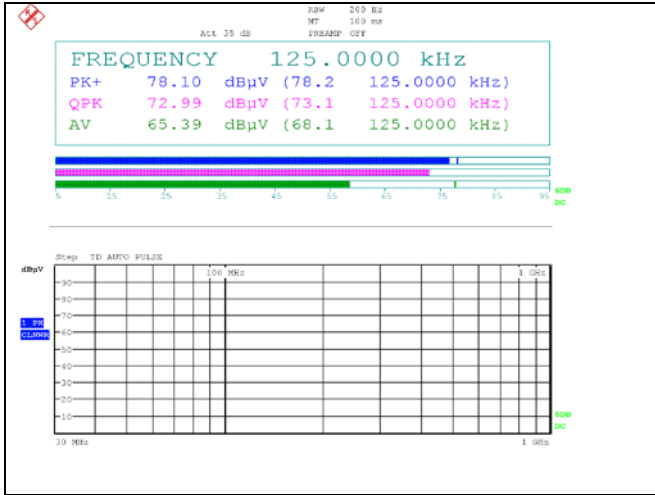 RBW 200 Hz
MT 100 ms
Att 35 dB PREAMP OFF
FREQUENCY 125.0000 kHz
PK+ 78.10 dBµV (78.2 125.0000 kHz)
QPK 72.99 dBµV (73.1 125.0000 kHz)
AV 65.39 dBµV (68.1 125.0000 kHz)
5 15 25 35 45 55 65 75 85 95
6DB
DC
Step TD AUTO PULSE
dBµV 100 MHz 1 GHz
90
80
70
1 PK
CLRWR 60
50
40
30
20
10
6DB
DC
30 MHz 1 GHz